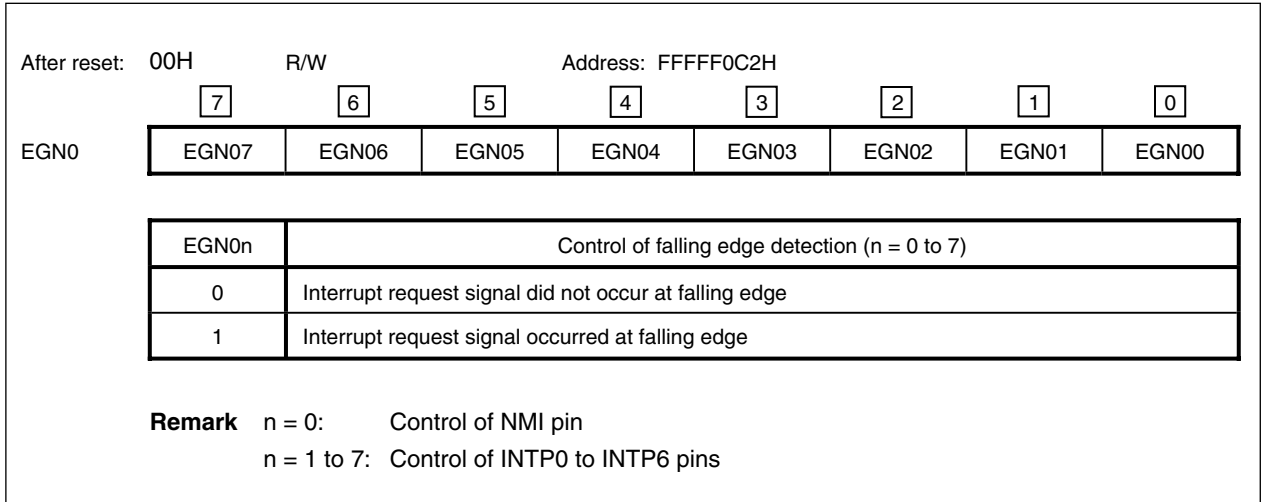 After reset: 00H R/W Address: FFFFF0C2H
7 6 5 4 3 2 1 0
EGN0 EGN07 EGN06 EGN05 EGN04 EGN03 EGN02 EGN01 EGN00
EGN0n Control of falling edge detection (n = 0 to 7)
0 Interrupt request signal did not occur at falling edge
1 Interrupt request signal occurred at falling edge
Remark n = 0: Control of NMI pin
n = 1 to 7: Control of INTP0 to INTP6 pins